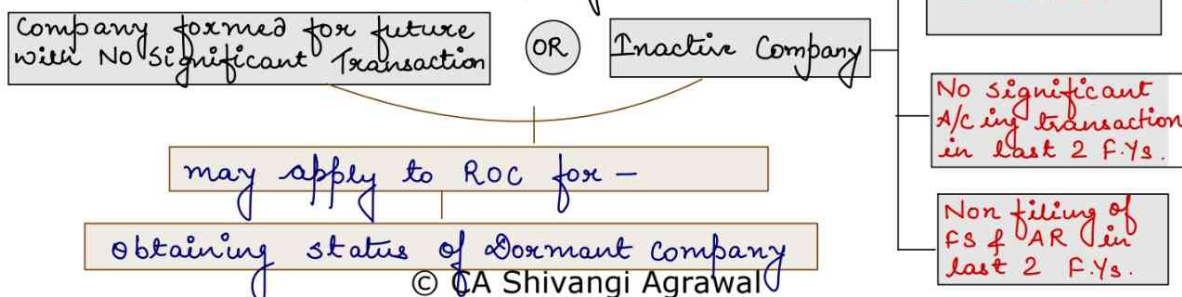 Company formed for future
with No Significant Transaction
OR
Inactive Company
No significant
A/c ing transaction
in last 2 F.Ys.
may apply to ROC for -
Non filing of
FS & AR in
last 2 F.Ys.
obtaining status of Dormant company
© CA Shivangi Agrawal